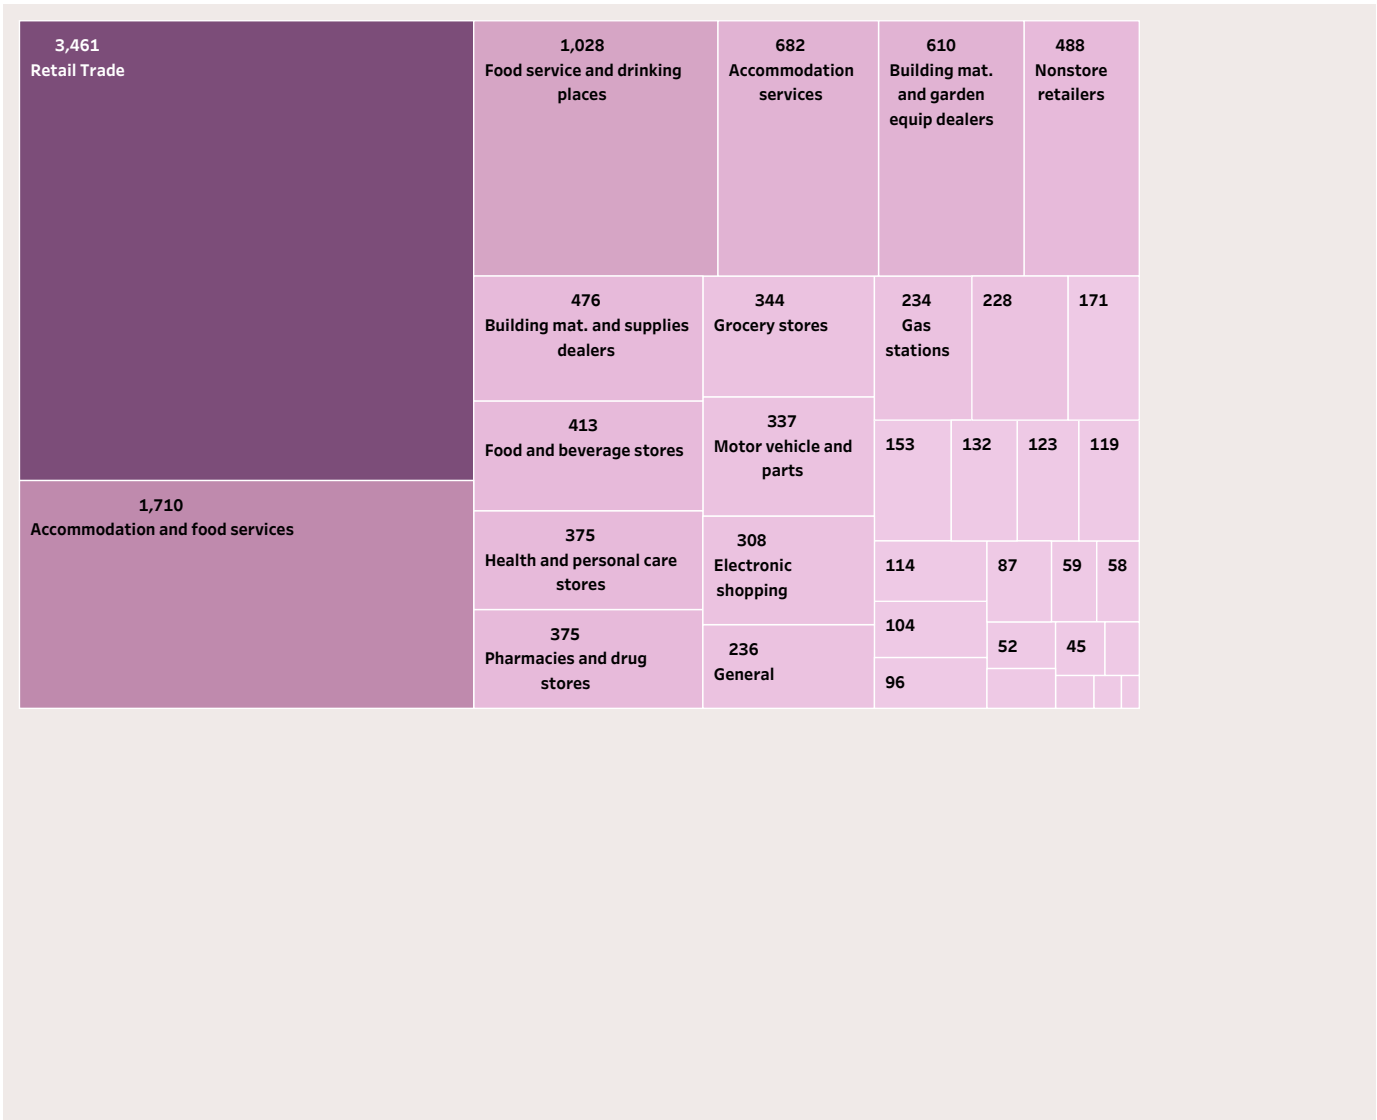 3,461
Retail Trade
1,710
Accommodation and food services
1,028
Food service and drinking
places
682
Accommodation
services
610
Building mat.
and garden
equip dealers
488
Nonstore
retailers
476
Building mat. and supplies
dealers
413
Food and beverage stores
375
Health and personal care
stores
375
Pharmacies and drug
stores
344
Grocery stores
337
Motor vehicle and
parts
308
Electronic
shopping
236
General
234
Gas
stations
228
171
153
132
123
119
114
104
96
87
59
58
52
45